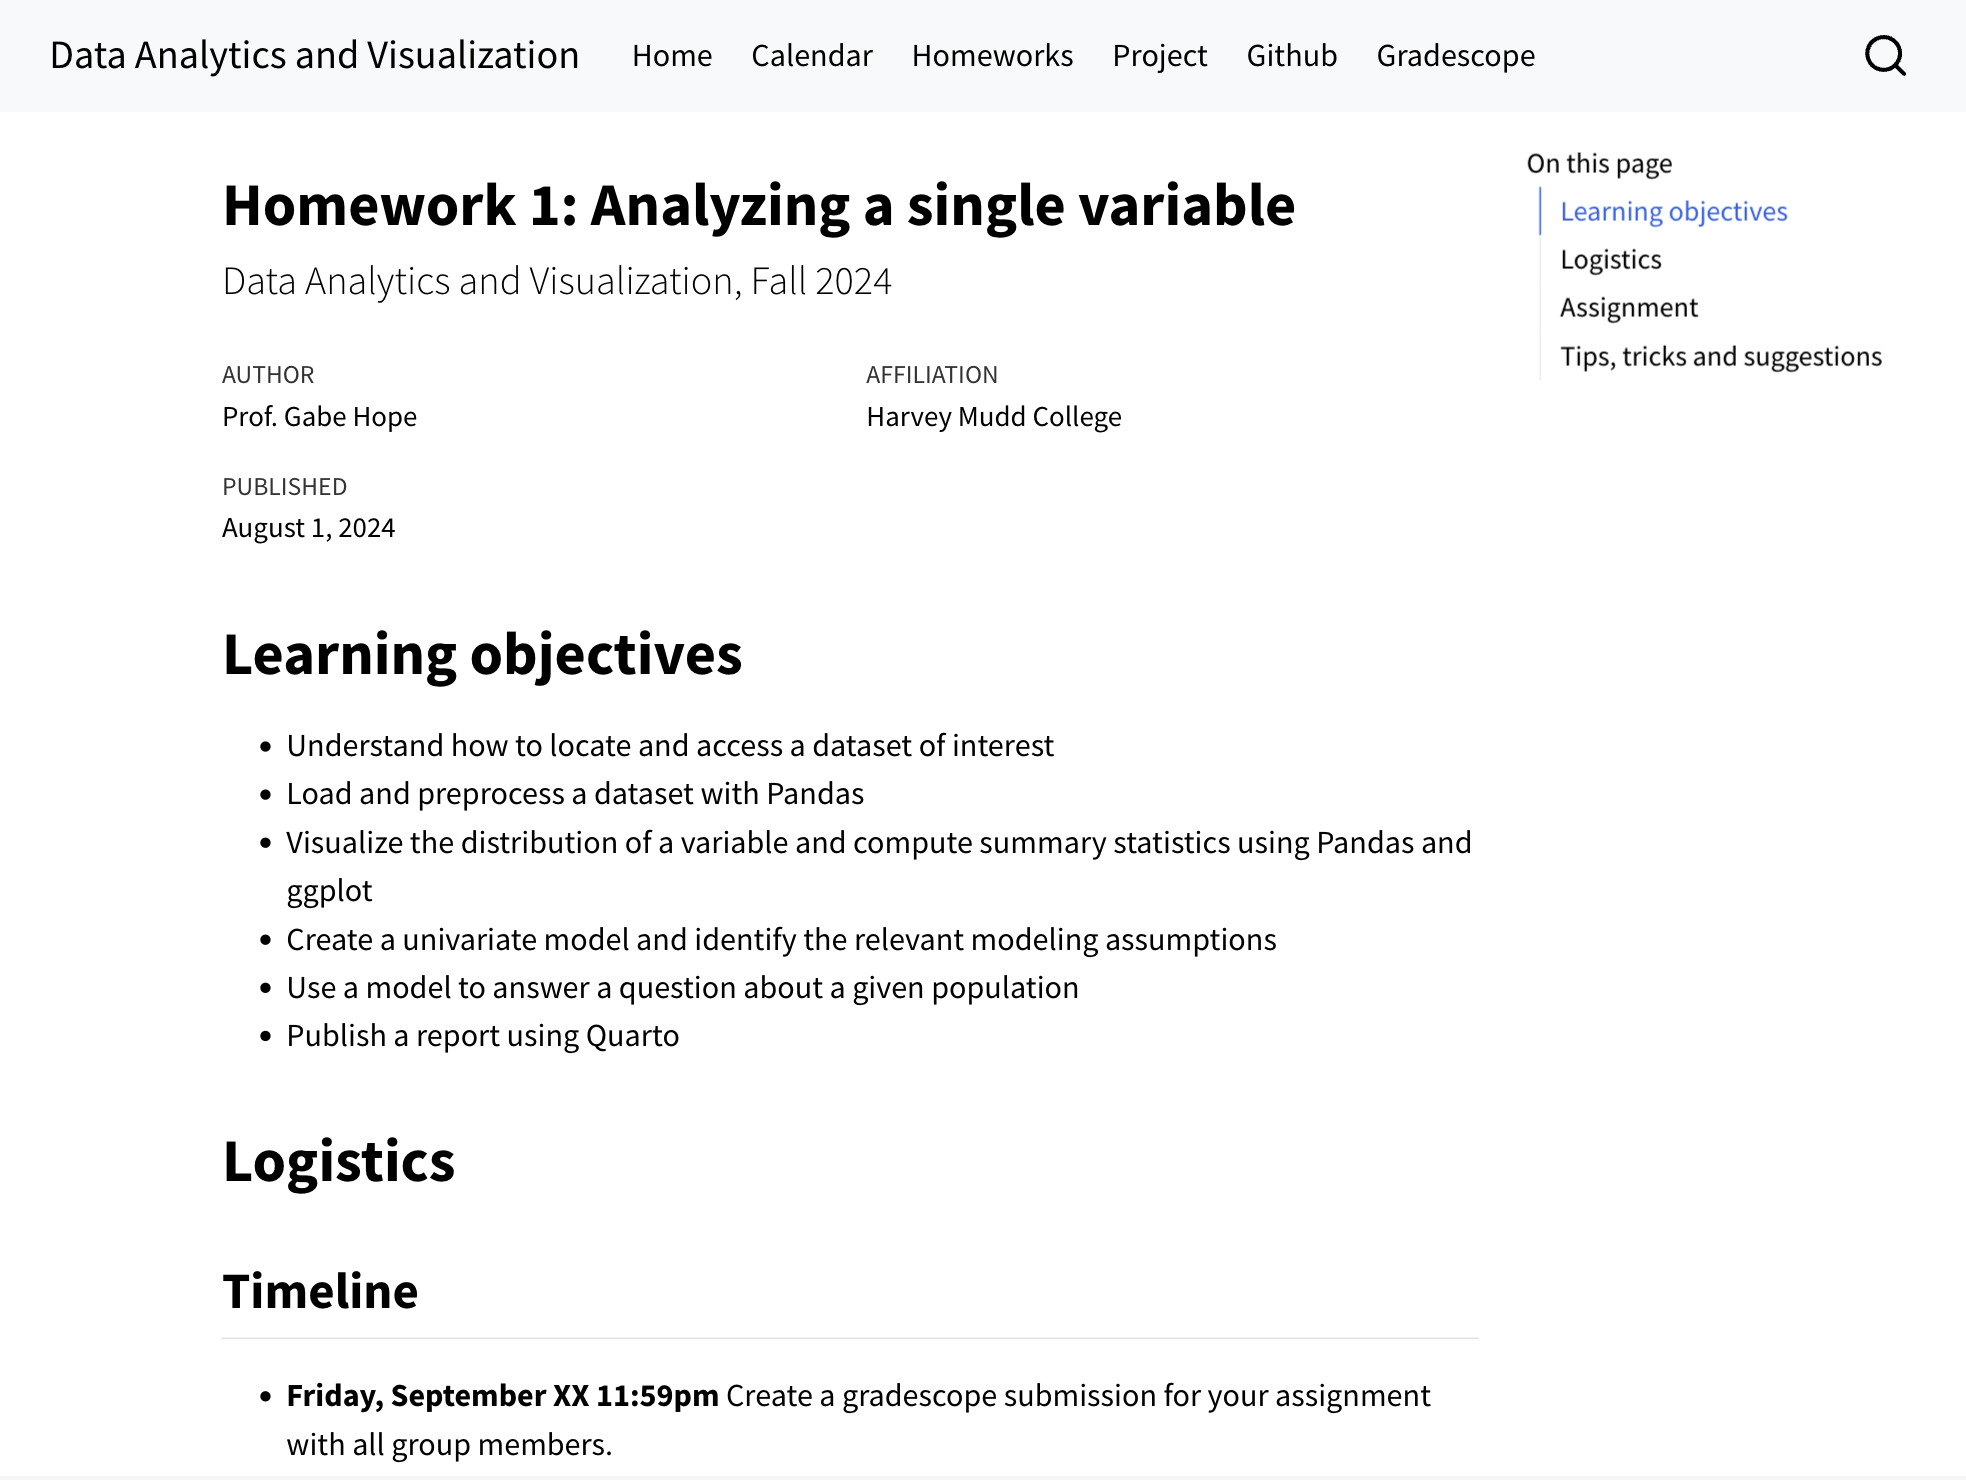 Data Analytics and Visualization Home Calendar Homeworks Project Github Gradescope
Homework 1: Analyzing a single variable
Data Analytics and Visualization, Fall 2024
AUTHOR
Prof. Gabe Hope
AFFILIATION
Harvey Mudd College
PUBLISHED
August 1, 2024
On this page
Learning objectives
Logistics
Assignment
Tips, tricks and suggestions
Learning objectives
• Understand how to locate and access a dataset of interest
• Load and preprocess a dataset with Pandas
• Visualize the distribution of a variable and compute summary statistics using Pandas and
ggplot
• Create a univariate model and identify the relevant modeling assumptions
• Use a model to answer a question about a given population
• Publish a report using Quarto
Logistics
Timeline
• Friday, September XX 11:59pm Create a gradescope submission for your assignment
with all group members.